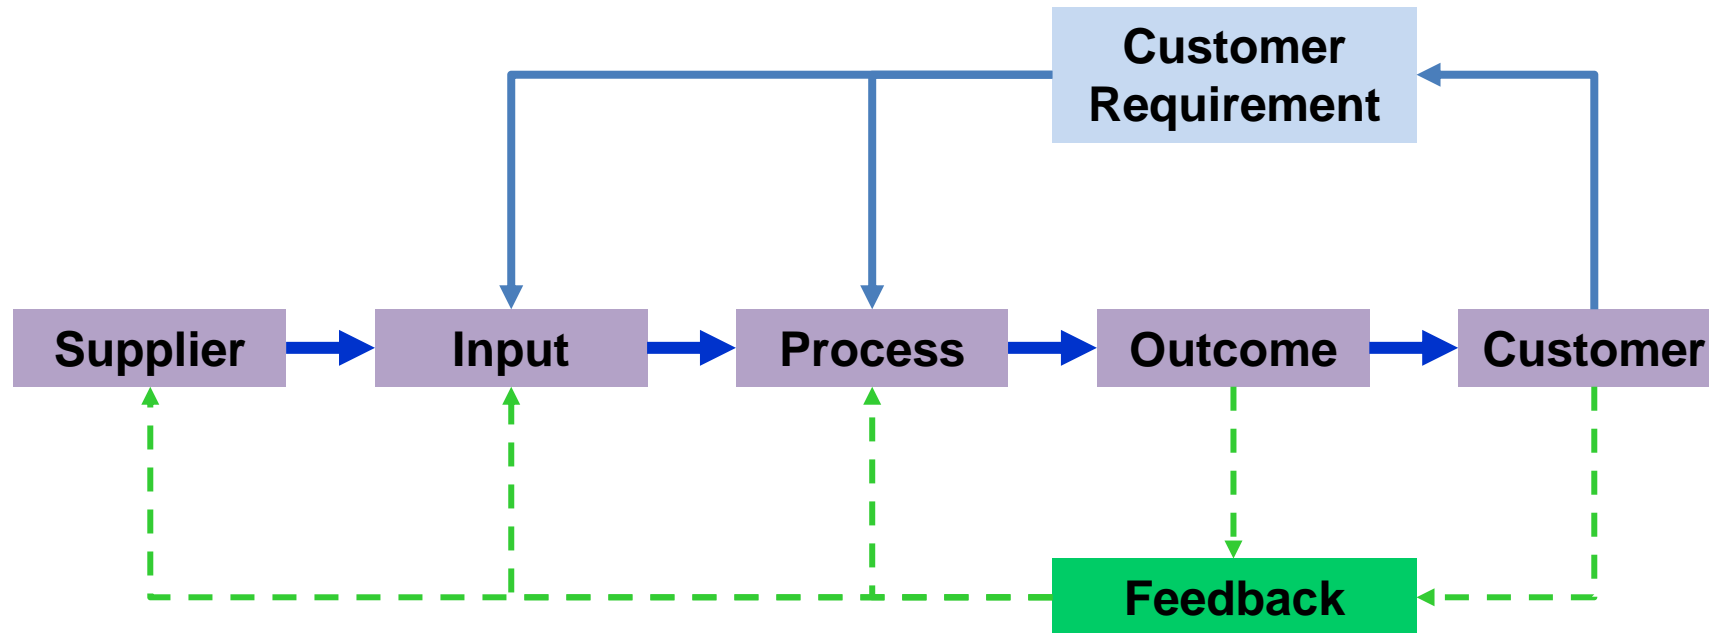 Customer
Requirement
Supplier
Input
Process
Outcome
Customer
Feedback